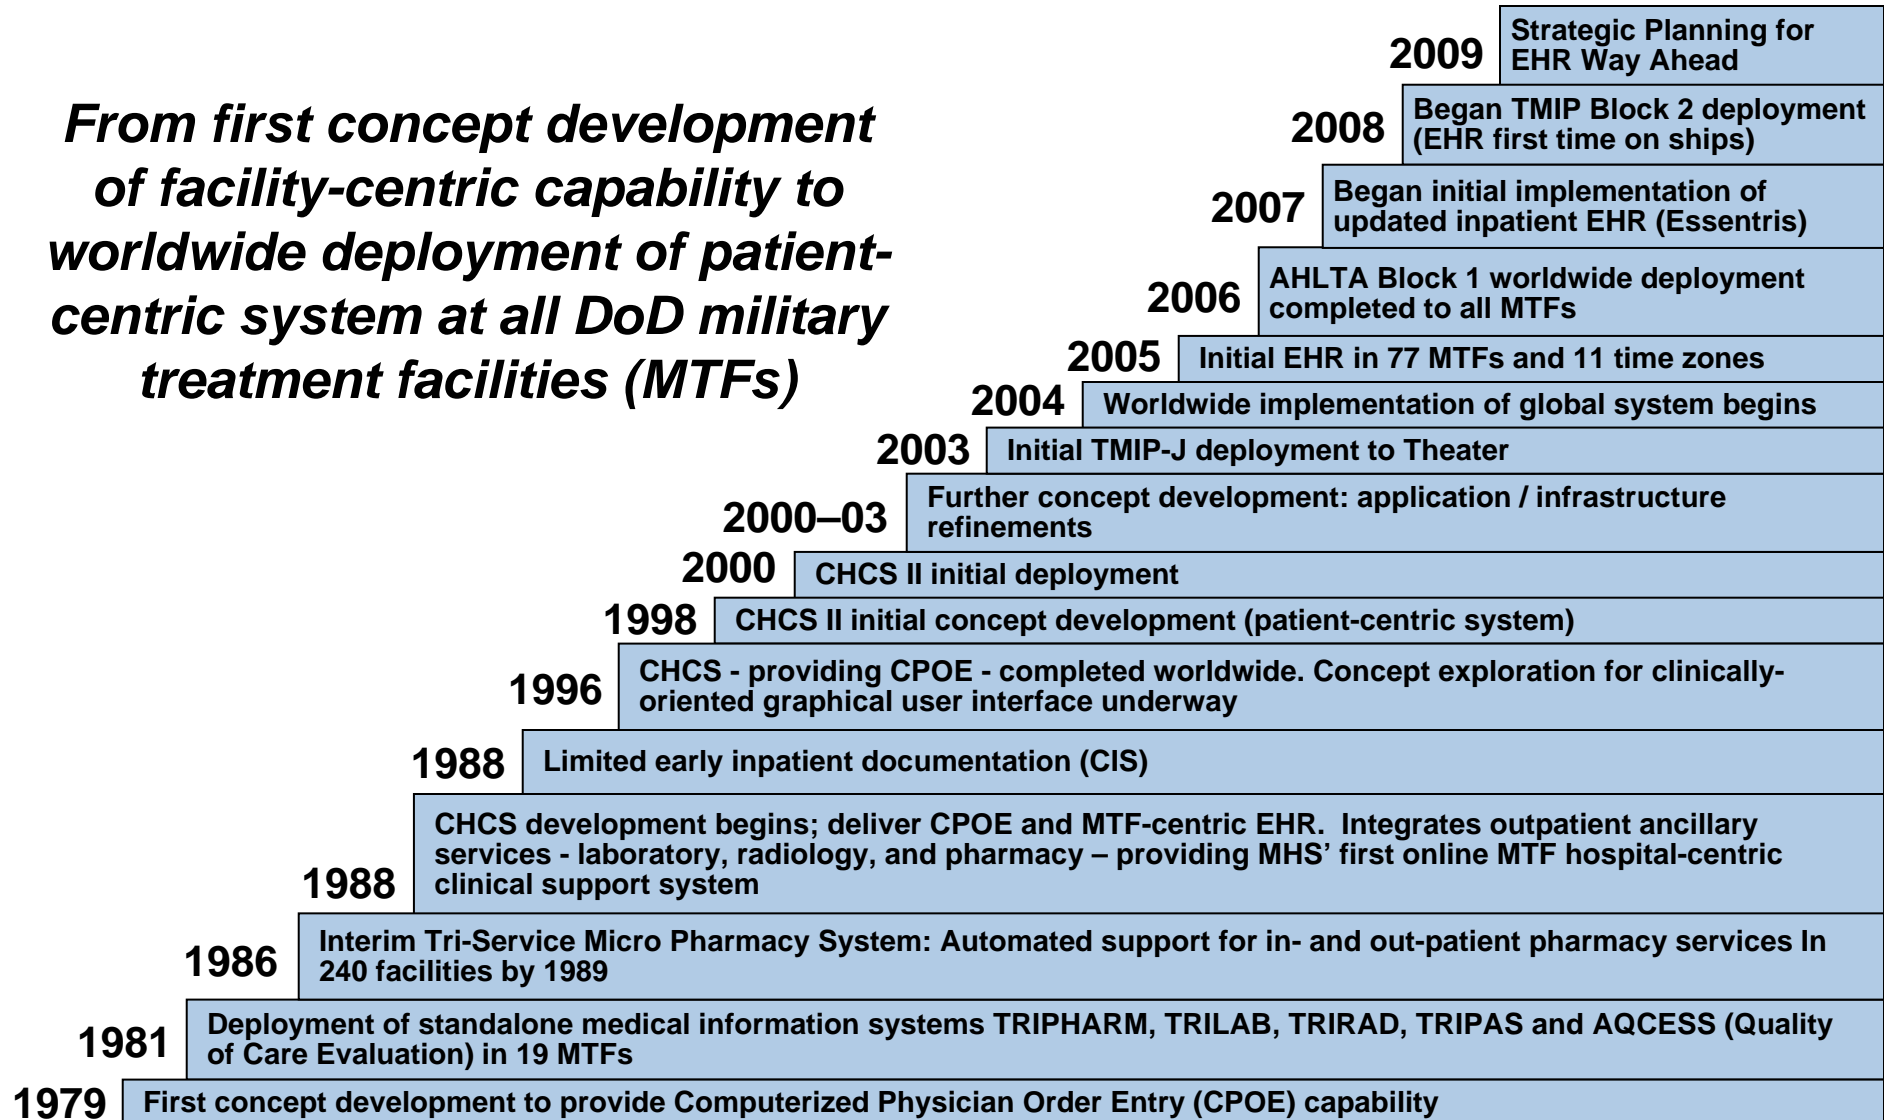 From first concept development
of facility-centric capability to
worldwide deployment of patient-
centric system at all DoD military
treatment facilities (MTFs)
2009
Strategic Planning for
EHR Way Ahead
2008
Began TMIP Block 2 deployment
(EHR first time on ships)
2007
Began initial implementation of
updated inpatient EHR (Essentris)
2006
AHLTA Block 1 worldwide deployment
completed to all MTFs
2005
Initial EHR in 77 MTFs and 11 time zones
2004
Worldwide implementation of global system begins
2003
Initial TMIP-J deployment to Theater
2000–03
Further concept development: application / infrastructure
refinements
2000
CHCS II initial deployment
1998
CHCS II initial concept development (patient-centric system)
1996
CHCS - providing CPOE - completed worldwide. Concept exploration for clinically-
oriented graphical user interface underway
1988
Limited early inpatient documentation (CIS)
1988
CHCS development begins; deliver CPOE and MTF-centric EHR.  Integrates outpatient ancillary
services - laboratory, radiology, and pharmacy – providing MHS’ first online MTF hospital-centric
clinical support system
1986
Interim Tri-Service Micro Pharmacy System: Automated support for in- and out-patient pharmacy services In
240 facilities by 1989
1981
Deployment of standalone medical information systems TRIPHARM, TRILAB, TRIRAD, TRIPAS and AQCESS (Quality
of Care Evaluation) in 19 MTFs
1979
First concept development to provide Computerized Physician Order Entry (CPOE) capability